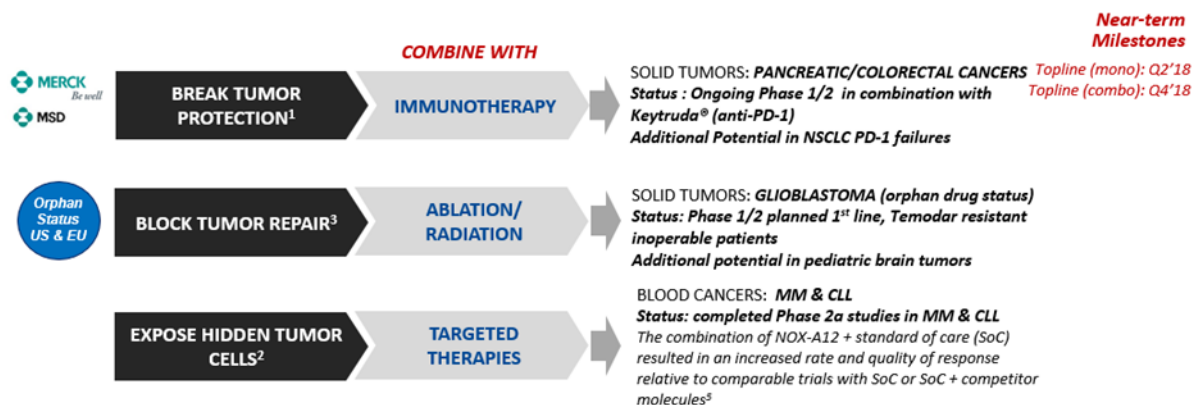 Near-term
Milestones
COMBINE WITH
MERCK
Be well
MSD
BREAK TUMOR
PROTECTION¹
IMMUNOTHERAPY
SOLID TUMORS: PANCREATIC/COLORECTAL CANCERS
Status : Ongoing Phase 1/2 in combination with
Keytruda® (anti-PD-1)
Additional Potential in NSCLC PD-1 failures
Topline (mono): Q2'18
Topline (combo): Q4'18
Orphan
Status
US & EU
BLOCK TUMOR REPAIR³
ABLATION/
RADIATION
SOLID TUMORS: GLIOBLASTOMA (orphan drug status)
Status: Phase 1/2 planned 1st line, Temodar resistant
inoperable patients
Additional potential in pediatric brain tumors
EXPOSE HIDDEN TUMOR
CELLS²
TARGETED
THERAPIES
BLOOD CANCERS: MM & CLL
Status: completed Phase 2a studies in MM & CLL
The combination of NOX-A12 + standard of care (SoC)
resulted in an increased rate and quality of response
relative to comparable trials with SoC or SoC + competitor
molecules⁵